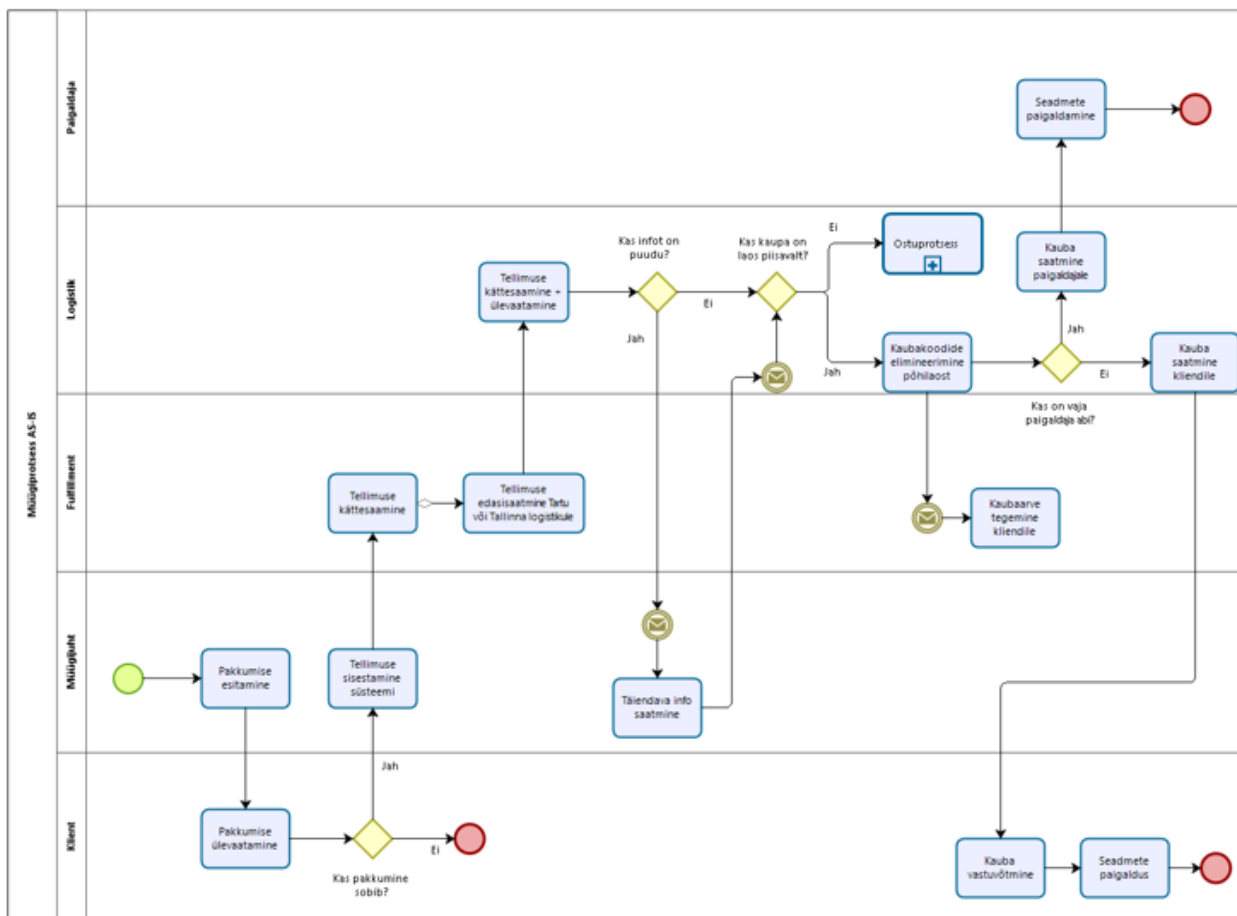 Müügiprotsess AS-IS
Paigaldaja
Seadmete
paigaldamine
Logistik
Tellimuse
kättesaamine +
ülevaatamine
Kas infot on
puudu?
Ei
Jah
Kas kaupa on
laos piisavalt?
Ei
Jah
Ostuprotsess
Kaubakoodide
elimineerimine
põhilaost
Kauba
saatmine
paigaldajale
Jah
Ei
Kas on vaja
paigaldaja abi?
Kauba
saatmine
kliendile
Fulfillment
Tellimuse
kättesaamine
Tellimuse
edasisaatmine Tartu
või Tallinna logistikule
Kaubaarve
tegemine
kliendile
Müügijuht
Pakkumise
esitamine
Tellimuse
sisestamine
süsteemi
Täiendava info
saatmine
Klient
Pakkumise
ülevaatamine
Jah
Ei
Kas pakkumine
sobib?
Kauba
vastuvõtmine
Seadmete
paigaldus